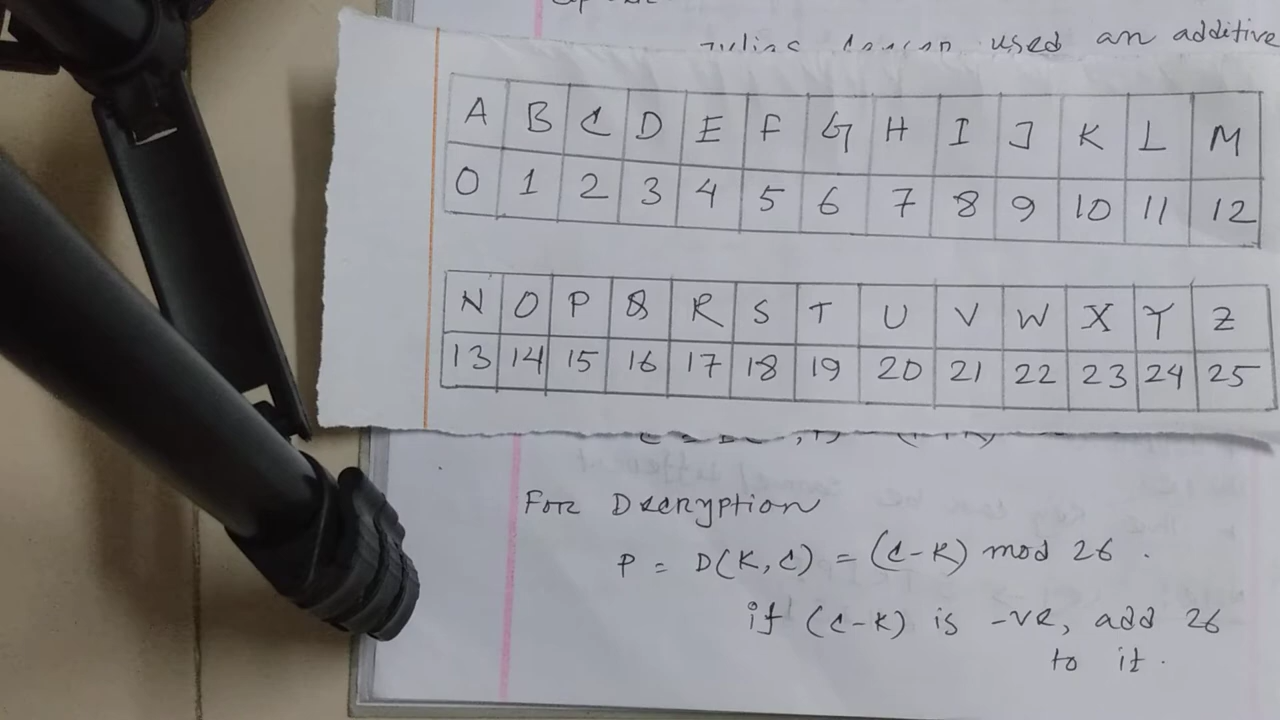 used an additive
A B C D E F G H I J K L M
0 1 2 3 4 5 6 7 8 9 10 11 12
N O P Q R S T U V W X Y Z
13 14 15 16 17 18 19 20 21 22 23 24 25
For Decryption
P = D(K, C) = (C-K) mod 26 .
if (C-K) is -ve, add 26
to it .